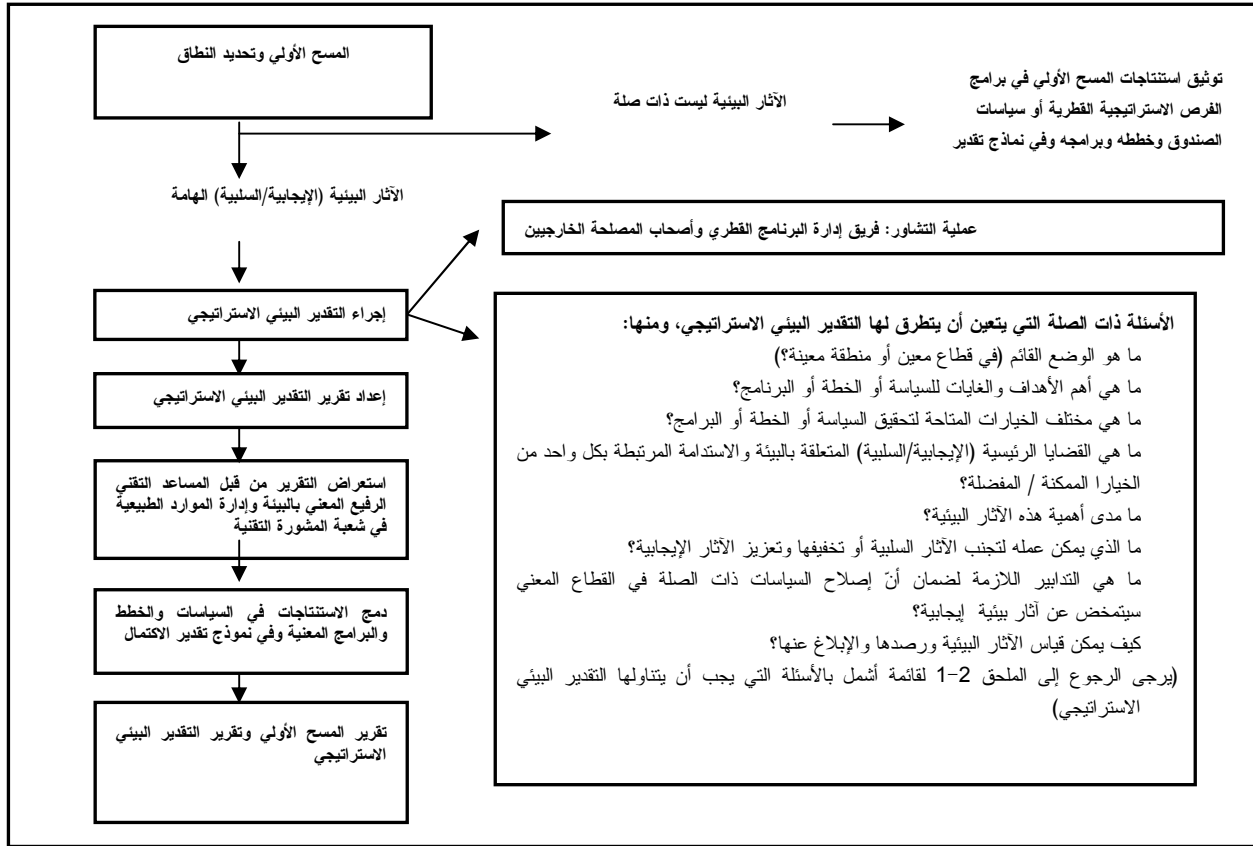 المسح الأولي وتحديد النطاق
الآثار البيئية ليست ذات صلة
توثيق استنتاجات المسح الأولي في برامج
الفرص الاستراتيجية القطرية أو سياسات
الصندوق وخططه وبرامجه وفي نماذج تقدير
الآثار البيئية (الإيجابية/السلبية) الهامة
عملية التشاور: فريق إدارة البرنامج القطري وأصحاب المصلحة الخارجيين
إجراء التقدير البيئي الاستراتيجي
الأسئلة ذات الصلة التي يتعين أن يتطرق لها التقدير البيئي الاستراتيجي، ومنها:
ما هو الوضع القائم (في قطاع معين أو منطقة معينة؟)
ما هي أهم الأهداف والغايات للسياسة أو الخطة أو البرنامج؟
ما هي مختلف الخيارات المتاحة لتحقيق السياسة أو الخطة أو البرامج؟
ما هي القضايا الرئيسية (الإيجابية/السلبية) المتعلقة بالبيئة والاستدامة المرتبطة بكل واحد من
الخيارا الممكنة / المفضلة؟
ما مدى أهمية هذه الآثار البيئية؟
ما الذي يمكن عمله لتجنب الآثار السلبية أو تخفيفها وتعزيز الآثار الإيجابية؟
ما هي التدابير اللازمة لضمان أنّ إصلاح السياسات ذات الصلة في القطاع المعني
سيتمخض عن آثار بيئية إيجابية؟
كيف يمكن قياس الآثار البيئية ورصدها والإبلاغ عنها؟
(يرجى الرجوع إلى الملحق 2-1 لقائمة أشمل بالأسئلة التي يجب أن يتناولها التقدير البيئي
الاستراتيجي)
إعداد تقرير التقدير البيئي الاستراتيجي
استعراض التقرير من قبل المساعد التقني
الرفيع المعني بالبيئة وإدارة الموارد الطبيعية
في شعبة المشورة التقنية
دمج الاستنتاجات في السياسات والخطط
والبرامج المعنية وفي نموذج تقدير الاكتمال
تقرير المسح الأولي وتقرير التقدير البيئي
الاستراتيجي